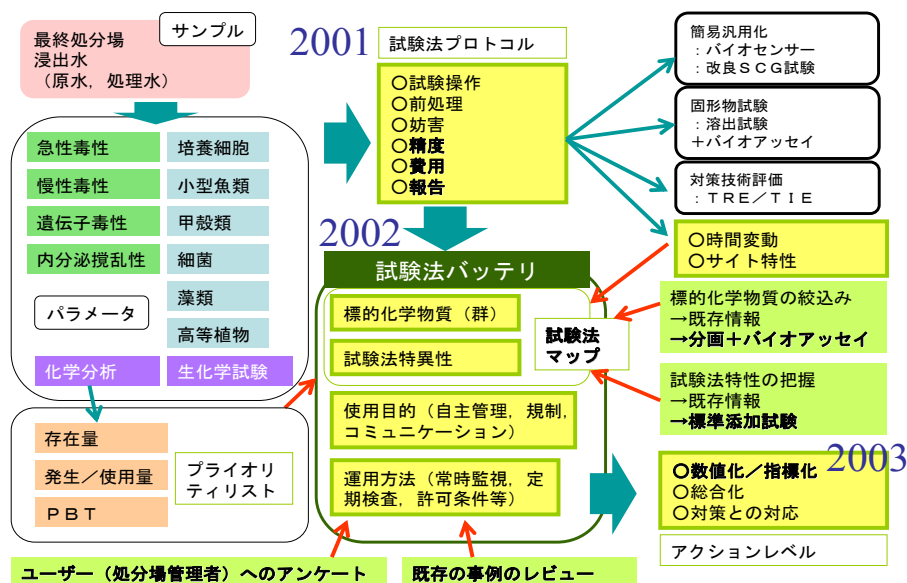 サンプル
最終処分場
浸出水
（原水，処理水）
急性毒性
慢性毒性
遺伝子毒性
内分泌撹乱性
培養細胞
小型魚類
甲殻類
細菌
藻類
高等植物
パラメータ
化学分析
生化学試験
存在量
発生／使用量
ＰＢＴ
プライオリ
ティリスト
2001
試験法プロトコル
○試験操作
○前処理
○妨害
○精度
○費用
○報告
簡易汎用化
：バイオセンサー
：改良ＳＣＧ試験
固形物試験
：溶出試験
＋バイオアッセイ
対策技術評価
：ＴＲＥ／ＴＩＥ
○時間変動
○サイト特性
2002
試験法バッテリ
標的化学物質（群）
試験法特異性
試験法
マップ
使用目的（自主管理，規制，
コミュニケーション）
運用方法（常時監視，定
期検査，許可条件等）
標的化学物質の絞込み
→既存情報
→分画＋バイオアッセイ
試験法特性の把握
→既存情報
→標準添加試験
2003
○数値化／指標化
○総合化
○対策との対応
アクションレベル
ユーザー（処分場管理者）へのアンケート
既存の事例のレビュー